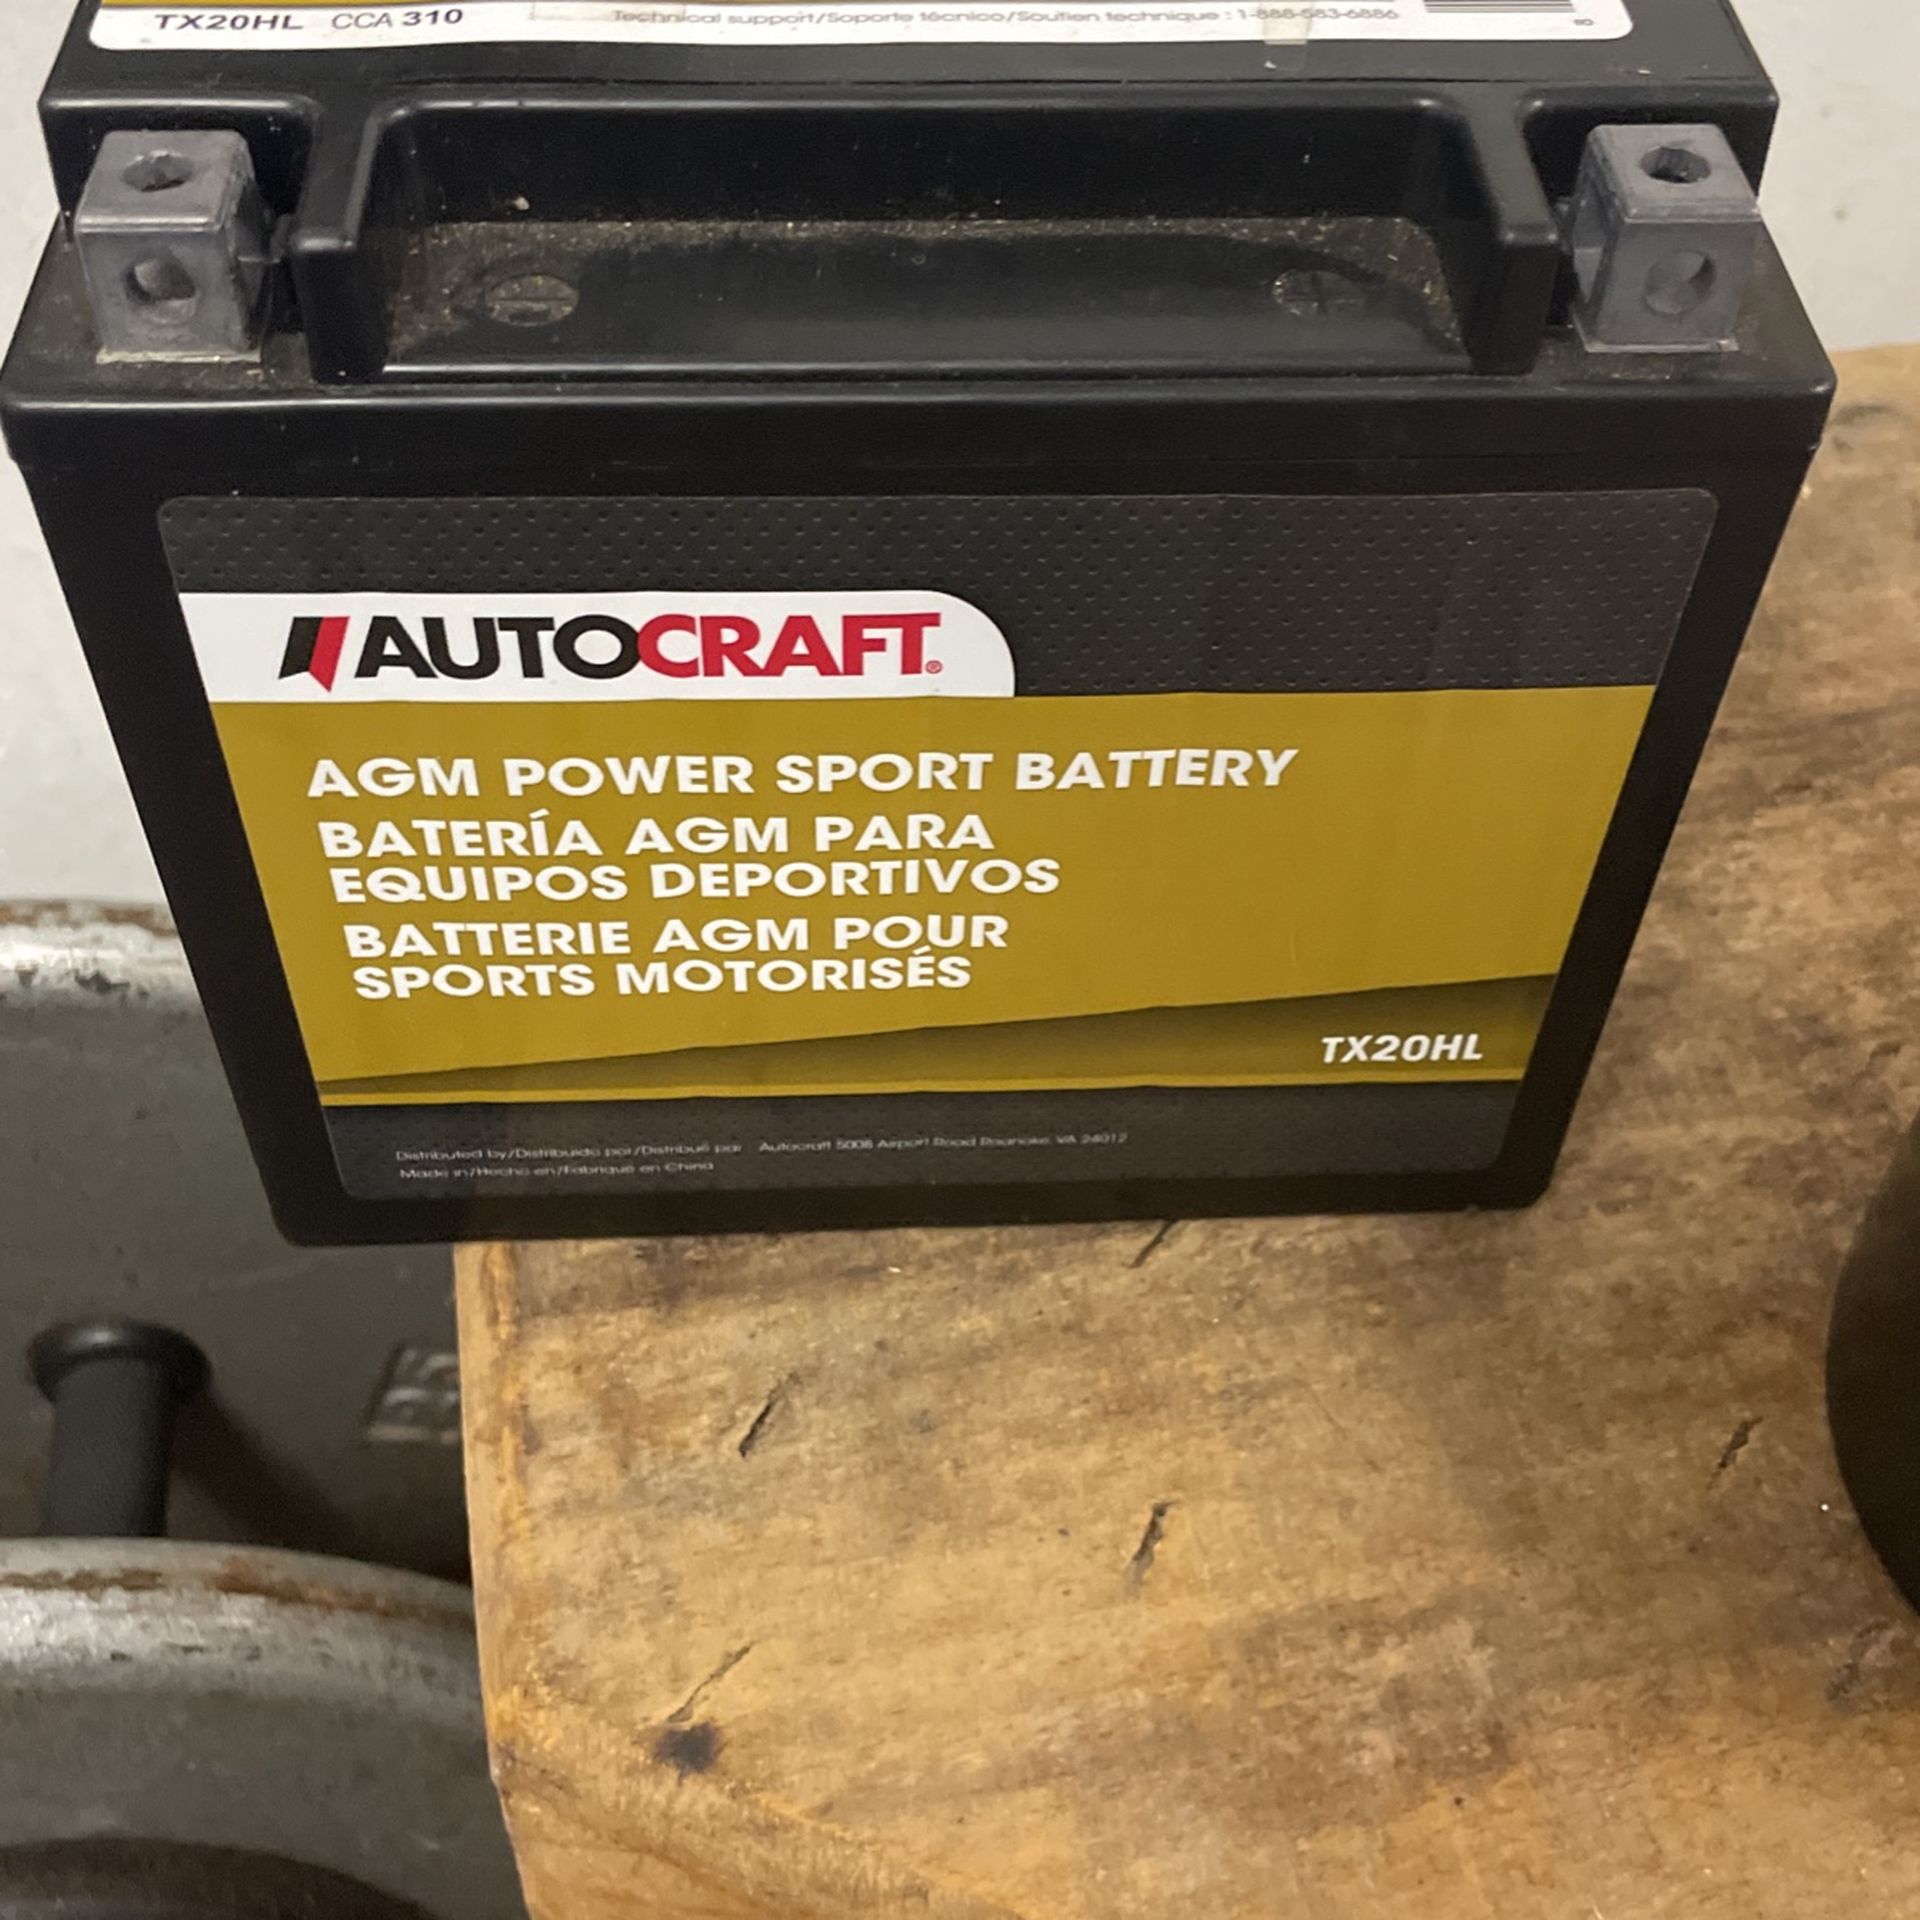 TX20HL CCA 310
Technical support/Soporte técnico/Soutien technique : 1-888-583-6886
AUTOCRAFT®
AGM POWER SPORT BATTERY
BATERÍA AGM PARA
EQUIPOS DEPORTIVOS
BATTERIE AGM POUR
SPORTS MOTORISÉS
TX20HL
Distributed by/Distribuido por/Distribué par Autocraft 5008 Airport Road Roanoke, VA 24012
Made in/Hecho en/Fabriqué en China